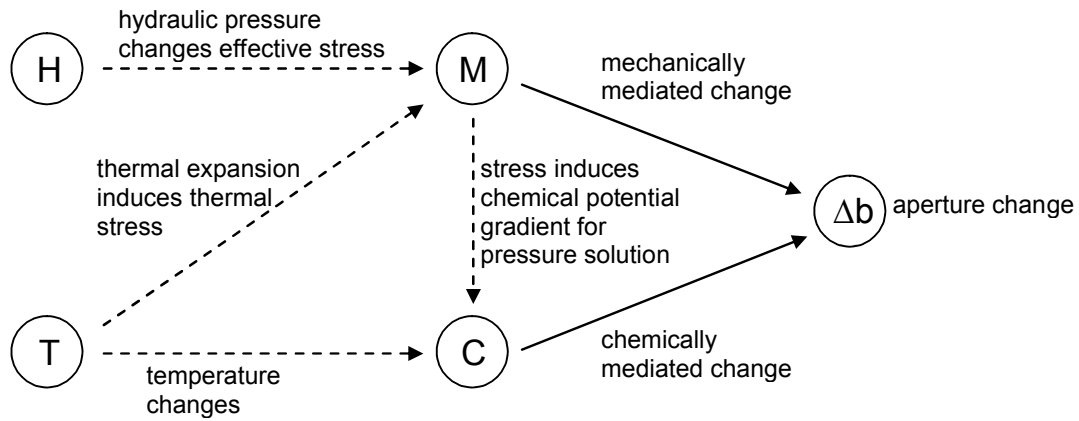 hydraulic pressure
changes effective stress
H
M
mechanically
mediated change
thermal expansion
induces thermal
stress
stress induces
chemical potential
gradient for
pressure solution
Δb
aperture change
T
C
temperature
changes
chemically
mediated change